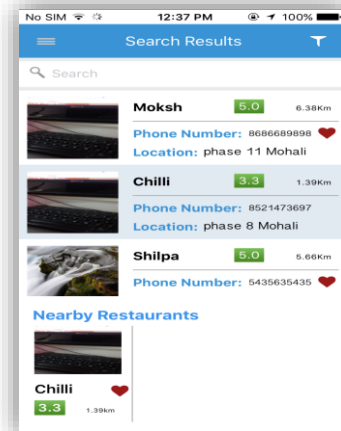 No SIM 12:37 PM 100%
Search Results
Search
Moksh 5.0 6.38Km
Phone Number: 8686689898
Location: phase 11 Mohali
Chilli 3.3 1.39Km
Phone Number: 8521473697
Location: phase 8 Mohali
Shilpa 5.0 5.66Km
Phone Number: 5435635435
Nearby Restaurants
Chilli
3.3 1.39km